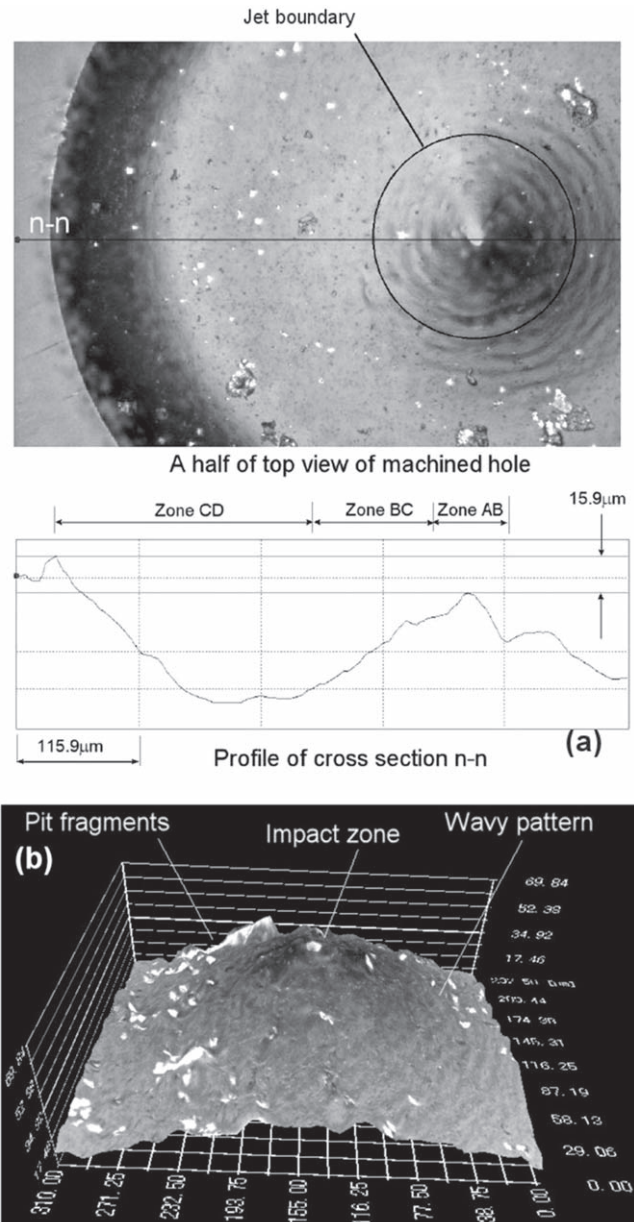 Jet boundary
n-n
A half of top view of machined hole
Zone CD Zone BC Zone AB 15.9μm
115.9μm
Profile of cross section n-n
(a)
Pit fragments Impact zone Wavy pattern
(b)
69.84
52.39
34.92
17.46
174.38
145.31
116.25
87.19
58.13
29.06
0.00
310.00 271.25 232.50 193.75 155.00 116.25 77.50 38.75 0.00